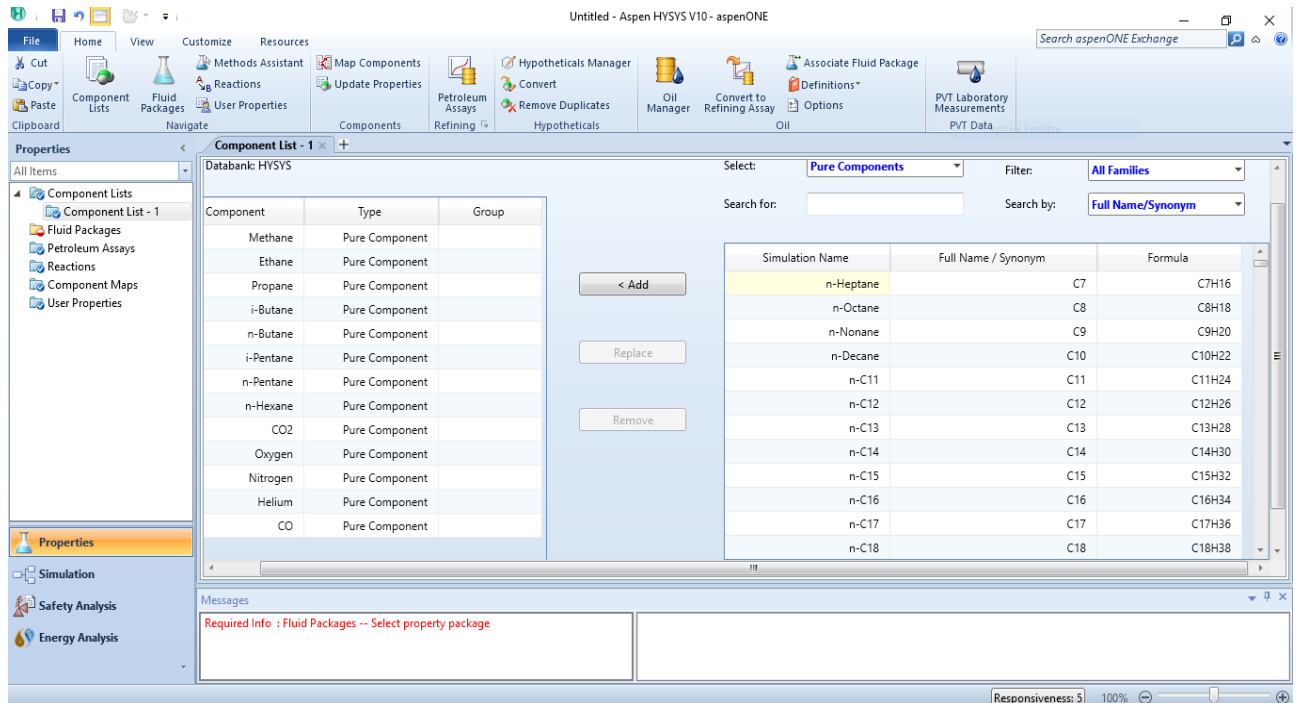 Untitled - Aspen HYSYS V10 - aspenONE
File Home View Customize Resources Search aspenONE Exchange
Cut
Copy
Paste
Clipboard
Component Lists
Fluid Packages
Methods Assistant
Reactions
User Properties
Navigate
Map Components
Update Properties
Components
Petroleum Assays
Refining
Hypotheticals Manager
Convert
Remove Duplicates
Hypotheticals
Oil Manager
Convert to Refining Assay
Associate Fluid Package
Definitions
Options
Oil
PVT Laboratory Measurements
PVT Data
Properties <
All Items
Component Lists
Component List - 1
Fluid Packages
Petroleum Assays
Reactions
Component Maps
User Properties
Properties
Simulation
Safety Analysis
Energy Analysis
Component List - 1 × +
Databank: HYSYS
Select: Pure Components Filter: All Families
Search for: Search by: Full Name/Synonym
Component Type Group
Methane Pure Component
Ethane Pure Component
Propane Pure Component
i-Butane Pure Component
n-Butane Pure Component
i-Pentane Pure Component
n-Pentane Pure Component
n-Hexane Pure Component
CO2 Pure Component
Oxygen Pure Component
Nitrogen Pure Component
Helium Pure Component
CO Pure Component
< Add
Replace
Remove
Simulation Name Full Name / Synonym Formula
n-Heptane C7 C7H16
n-Octane C8 C8H18
n-Nonane C9 C9H20
n-Decane C10 C10H22
n-C11 C11 C11H24
n-C12 C12 C12H26
n-C13 C13 C13H28
n-C14 C14 C14H30
n-C15 C15 C15H32
n-C16 C16 C16H34
n-C17 C17 C17H36
n-C18 C18 C18H38
Messages
Required Info : Fluid Packages -- Select property package
Responsiveness: 5 100%